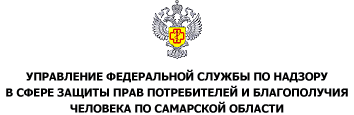 УПРАВЛЕНИЕ ФЕДЕРАЛЬНОЙ СЛУЖБЫ ПО НАДЗОРУ
В СФЕРЕ ЗАЩИТЫ ПРАВ ПОТРЕБИТЕЛЕЙ И БЛАГОПОЛУЧИЯ
ЧЕЛОВЕКА ПО САМАРСКОЙ ОБЛАСТИ